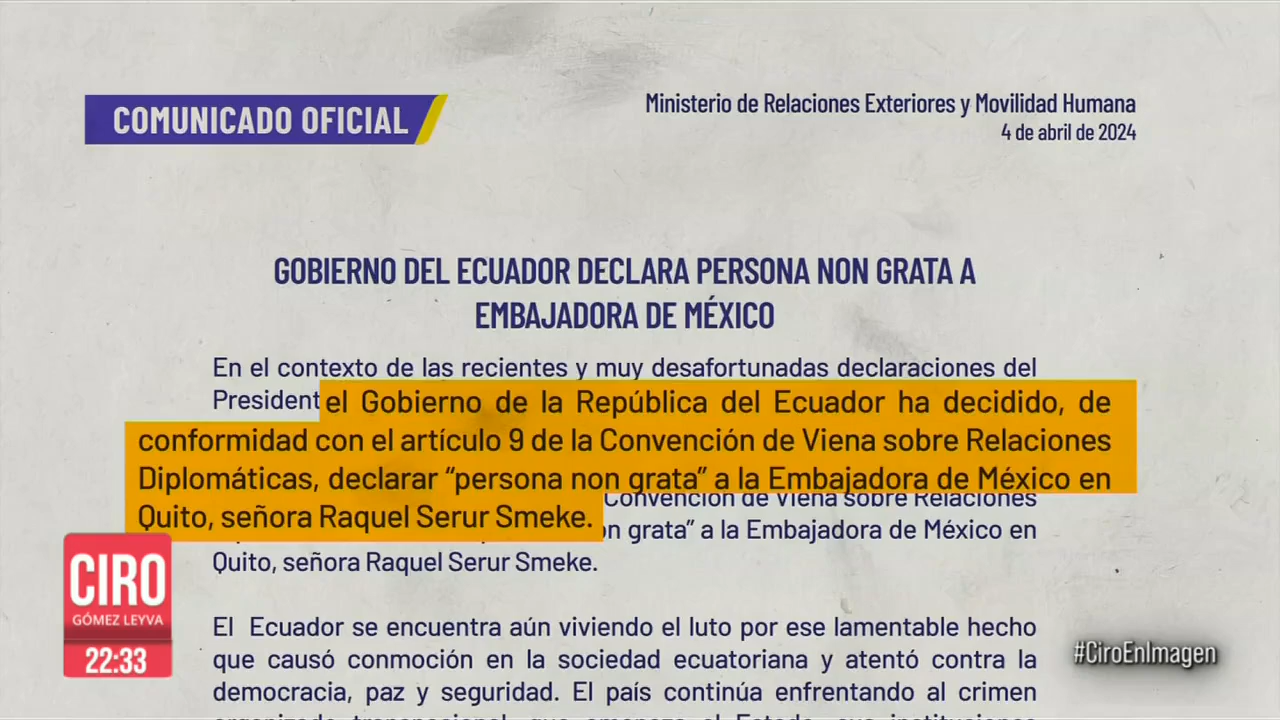 COMUNICADO OFICIAL
Ministerio de Relaciones Exteriores y Movilidad Humana
4 de abril de 2024
GOBIERNO DEL ECUADOR DECLARA PERSONA NON GRATA A
EMBAJADORA DE MÉXICO
En el contexto de las recientes y muy desafortunadas declaraciones del
President
el Gobierno de la República del Ecuador ha decidido, de
conformidad con el artículo 9 de la Convención de Viena sobre Relaciones
Diplomáticas, declarar “persona non grata” a la Embajadora de México en
Quito, señora Raquel Serur Smeke.
Convención de Viena sobre Relaciones
on grata” a la Embajadora de México en
Quito, señora Raquel Serur Smeke.
El Ecuador se encuentra aún viviendo el luto por ese lamentable hecho
que causó conmoción en la sociedad ecuatoriana y atentó contra la
democracia, paz y seguridad. El país continúa enfrentando al crimen
CIRO
GÓMEZ LEYVA
22:33
#CiroEnImagen